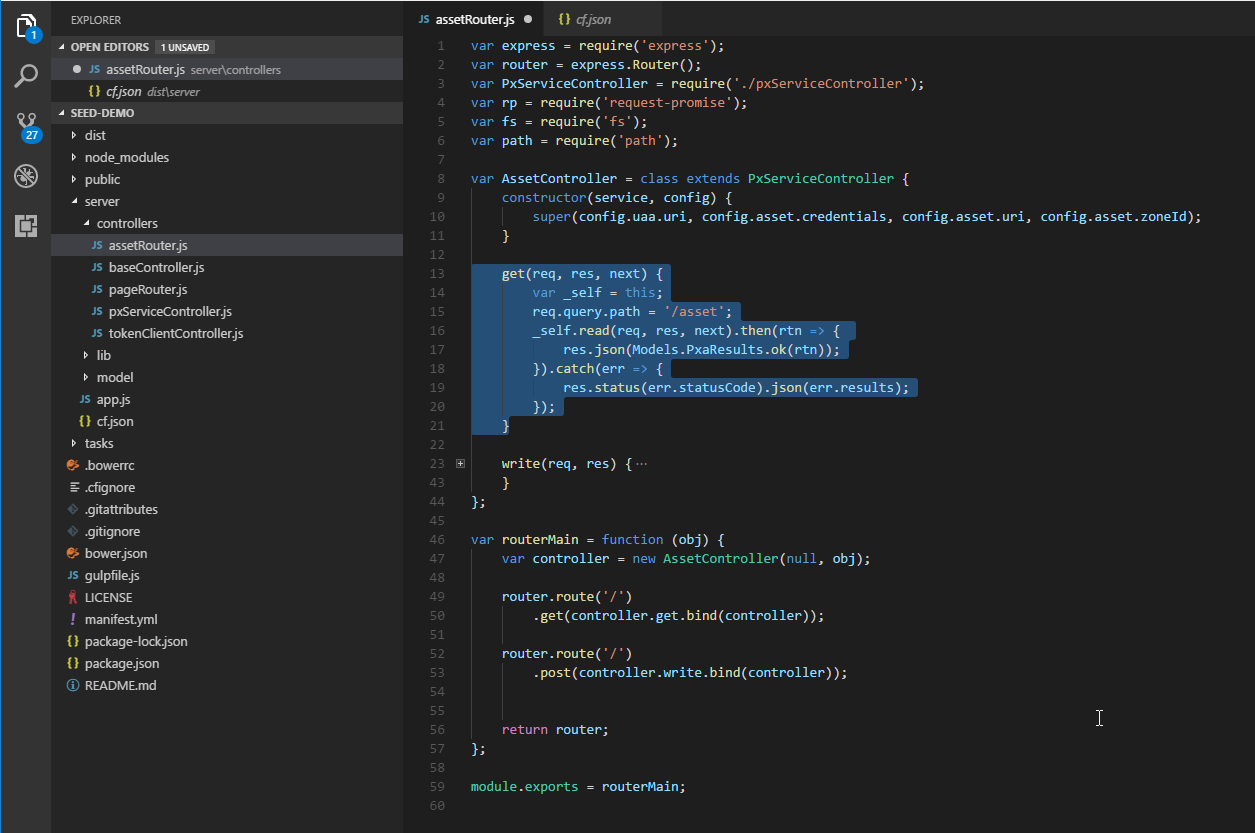 EXPLORER
OPEN EDITORS 1 UNSAVED
JS assetRouter.js server\controllers
{} cf.json dist\server
SEED-DEMO
dist
node_modules
public
server
controllers
JS assetRouter.js
JS baseController.js
JS pageRouter.js
JS pxServiceController.js
JS tokenClientController.js
lib
model
JS app.js
{} cf.json
tasks
.bowerrc
.cfignore
.gitattributes
.gitignore
bower.json
JS gulpfile.js
LICENSE
! manifest.yml
{} package-lock.json
{} package.json
README.md
1
27
JS assetRouter.js
{} cf.json
1 var express = require('express');
2 var router = express.Router();
3 var PxServiceController = require('./pxServiceController');
4 var rp = require('request-promise');
5 var fs = require('fs');
6 var path = require('path');
7
8 var AssetController = class extends PxServiceController {
9 constructor(service, config) {
10 super(config.uaa.uri, config.asset.credentials, config.asset.uri, config.asset.zoneId);
11 }
12
13 get(req, res, next) {
14 var _self = this;
15 req.query.path = '/asset';
16 _self.read(req, res, next).then(rtn => {
17 res.json(Models.PxaResults.ok(rtn));
18 }).catch(err => {
19 res.status(err.statusCode).json(err.results);
20 });
21 }
22
23 write(req, res) { ···
43 }
44 };
45
46 var routerMain = function (obj) {
47 var controller = new AssetController(null, obj);
48
49 router.route('/')
50 .get(controller.get.bind(controller));
51
52 router.route('/')
53 .post(controller.write.bind(controller));
54
55
56 return router;
57 };
58
59 module.exports = routerMain;
60